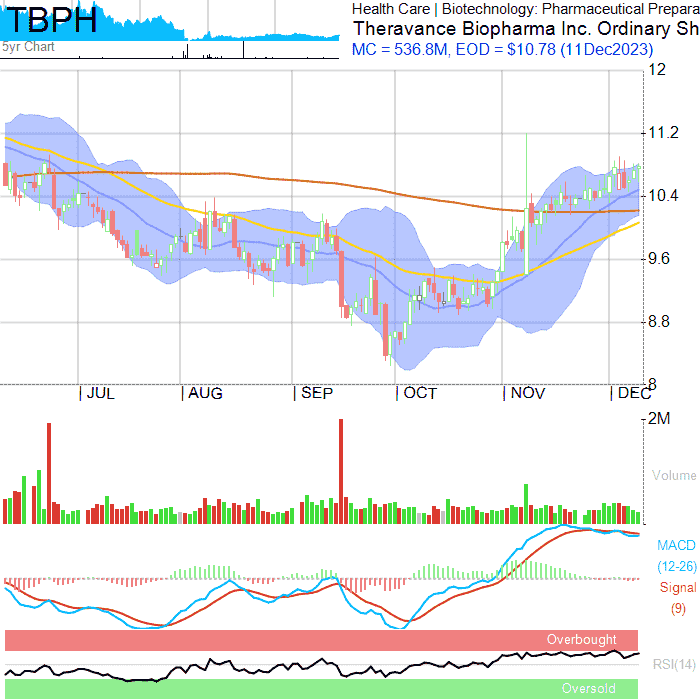 TBPH
5yr Chart
Health Care | Biotechnology: Pharmaceutical Prepara
Theravance Biopharma Inc. Ordinary Sh
MC = 536.8M, EOD = $10.78 (11Dec2023)
12
11.2
10.4
9.6
8.8
8
JUL
AUG
SEP
OCT
NOV
DEC
2M
Volume
MACD
(12-26)
Signal
(9)
Overbought
RSI(14)
Oversold